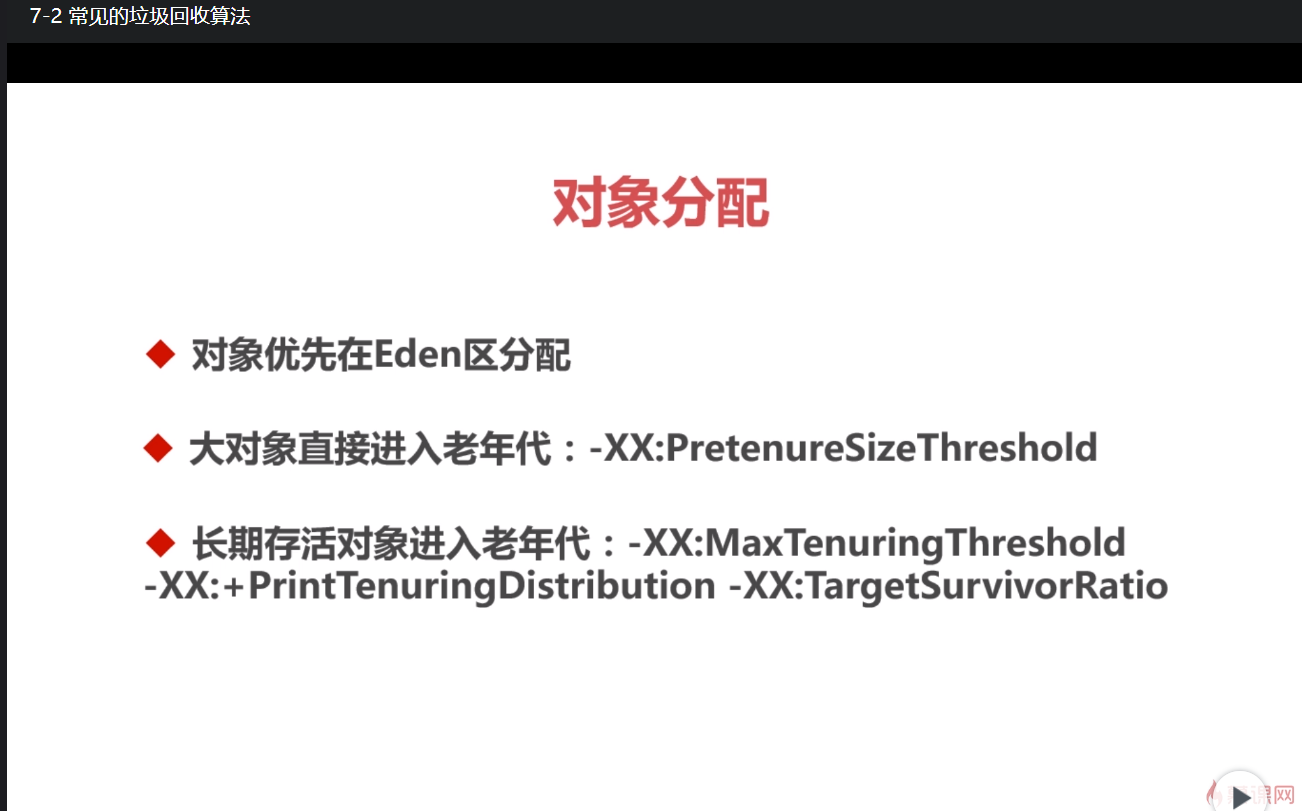 7-2 常见的垃圾回收算法
对象分配
对象优先在Eden区分配
大对象直接进入老年代：-XX:PretenureSizeThreshold
长期存活对象进入老年代：-XX:MaxTenuringThreshold
-XX:+PrintTenuringDistribution -XX:TargetSurvivorRatio
课网